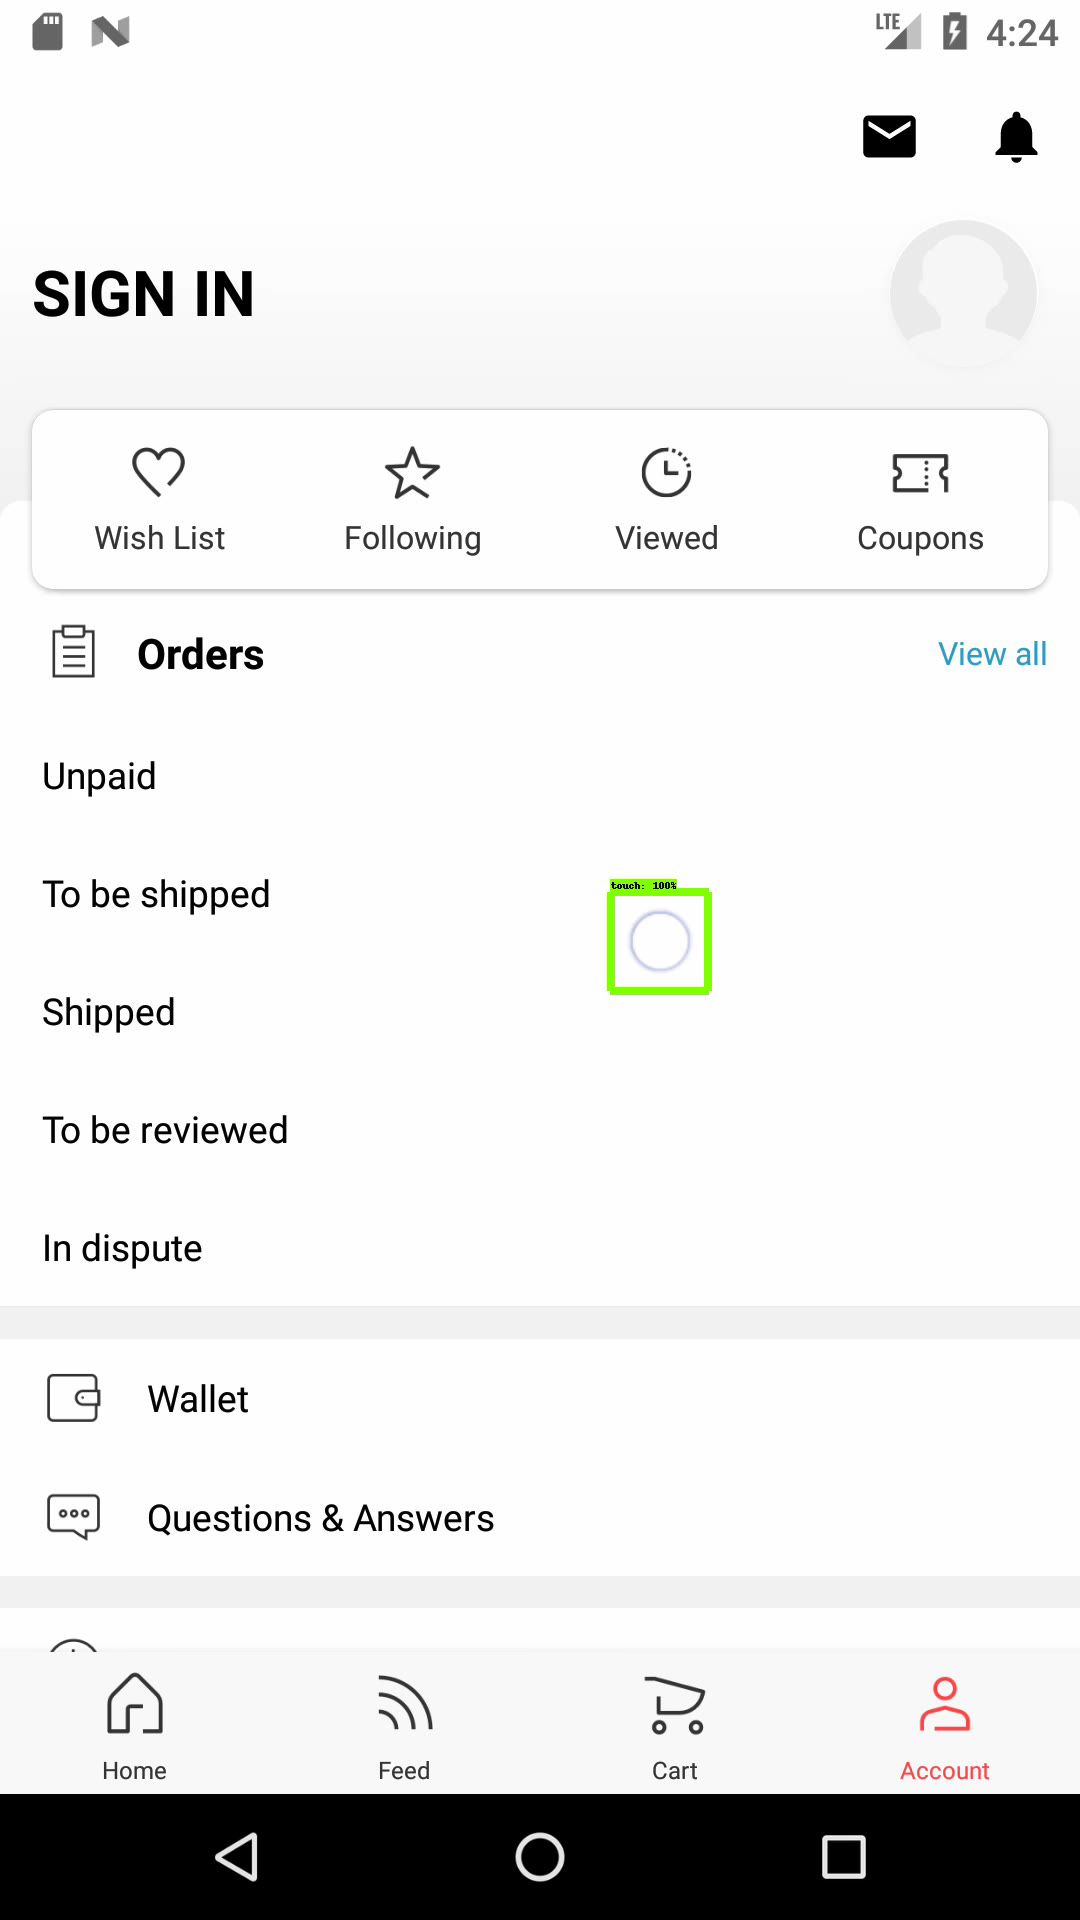 LTE 4:24
SIGN IN
Wish List Following Viewed Coupons
Orders View all
Unpaid
touch: 100%
To be shipped
Shipped
To be reviewed
In dispute
Wallet
Questions & Answers
Home Feed Cart Account